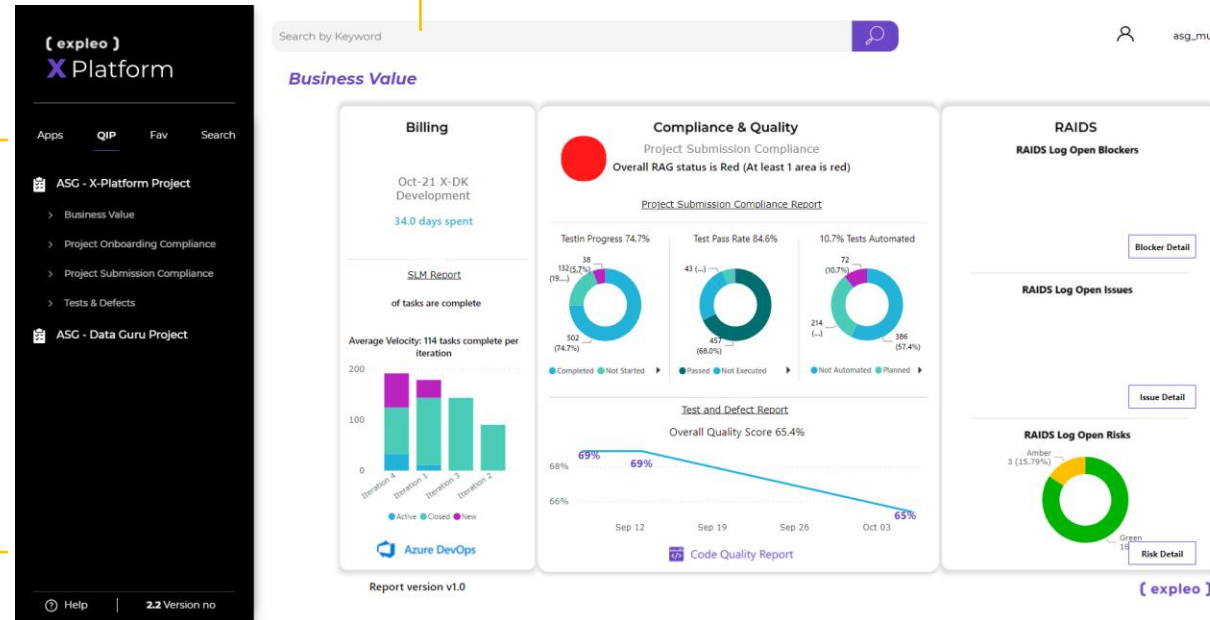 ( expleo )
X Platform
Apps QIP Fav Search
ASG - X-Platform Project
> Business Value
> Project Onboarding Compliance
> Project Submission Compliance
> Tests & Defects
ASG - Data Guru Project
? Help | 2.2 Version no
Search by Keyword
asg_mu
Business Value
Billing
Oct-21 X-DK
Development
34.0 days spent
SLM Report
of tasks are complete
Average Velocity: 114 tasks complete per
iteration
200
100
0
Iteration 4 Iteration 1 Iteration 3 Iteration 2
Active Closed New
Azure DevOps
Compliance & Quality
Project Submission Compliance
Overall RAG status is Red (At least 1 area is red)
Project Submission Compliance Report
TestIn Progress 74.7%
38
(5.7%)
132
(19....)
502
(74.7%)
Completed Not Started
Test Pass Rate 84.6%
43 (...)
457
(68.0%)
Passed Not Executed
10.7% Tests Automated
72
(10.7%)
214
(...)
386
(57.4%)
Not Automated Planned
Test and Defect Report
Overall Quality Score 65.4%
68%
66%
69%
69%
65%
Sep 12 Sep 19 Sep 26 Oct 03
</> Code Quality Report
RAIDS
RAIDS Log Open Blockers
Blocker Detail
RAIDS Log Open Issues
Issue Detail
RAIDS Log Open Risks
Amber
3 (15.79%)
Green
16
Risk Detail
Report version v1.0
( expleo )